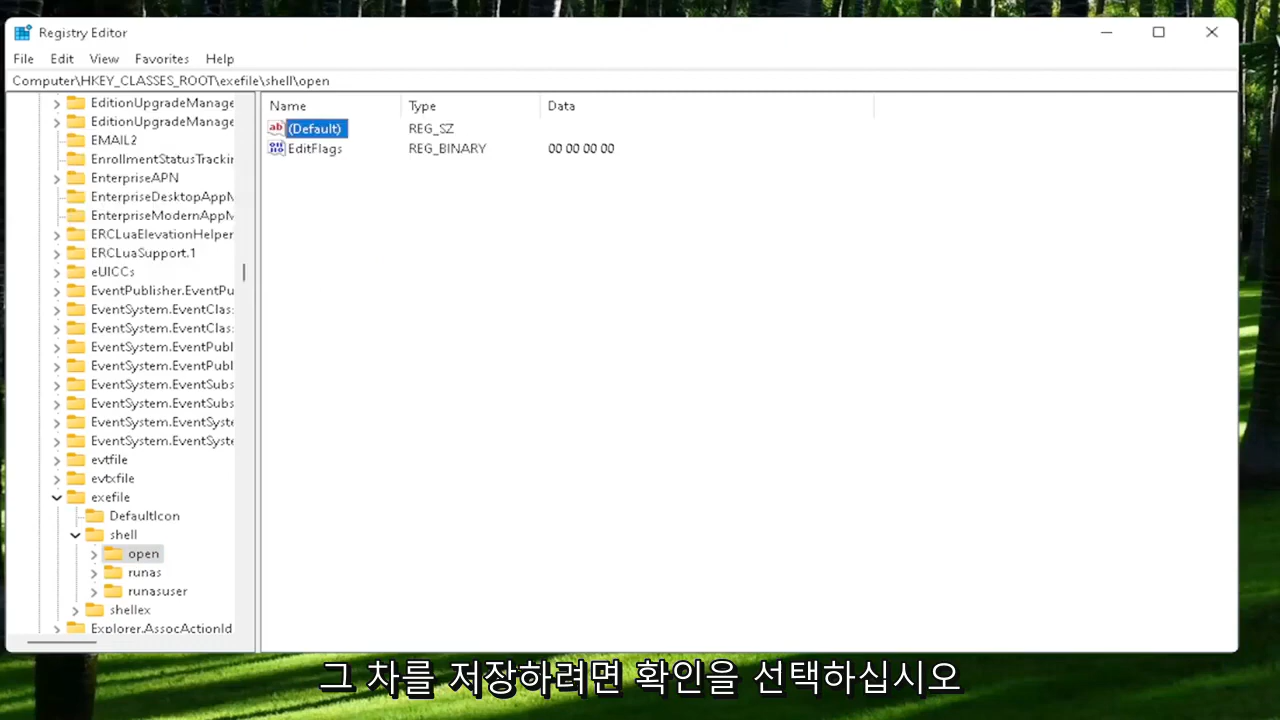 Registry Editor
File Edit View Favorites Help
Computer\HKEY_CLASSES_ROOT\exefile\shell\open
EditionUpgradeManage
EditionUpgradeManage
EMAIL2
EnrollmentStatusTrackin
EnterpriseAPN
EnterpriseDesktopAppM
EnterpriseModernAppM
ERCLuaElevationHelper
ERCLuaSupport.1
eUICCs
EventPublisher.EventPu
EventSystem.EventClas
EventSystem.EventClas
EventSystem.EventPubl
EventSystem.EventPubl
EventSystem.EventSubs
EventSystem.EventSubs
EventSystem.EventSyste
EventSystem.EventSyste
evtfile
evtxfile
exefile
DefaultIcon
shell
open
runas
runasuser
shellex
Explorer.AssocActionId
Name Type Data
(Default) REG_SZ
EditFlags REG_BINARY 00 00 00 00
그 차를 저장하려면 확인을 선택하십시오